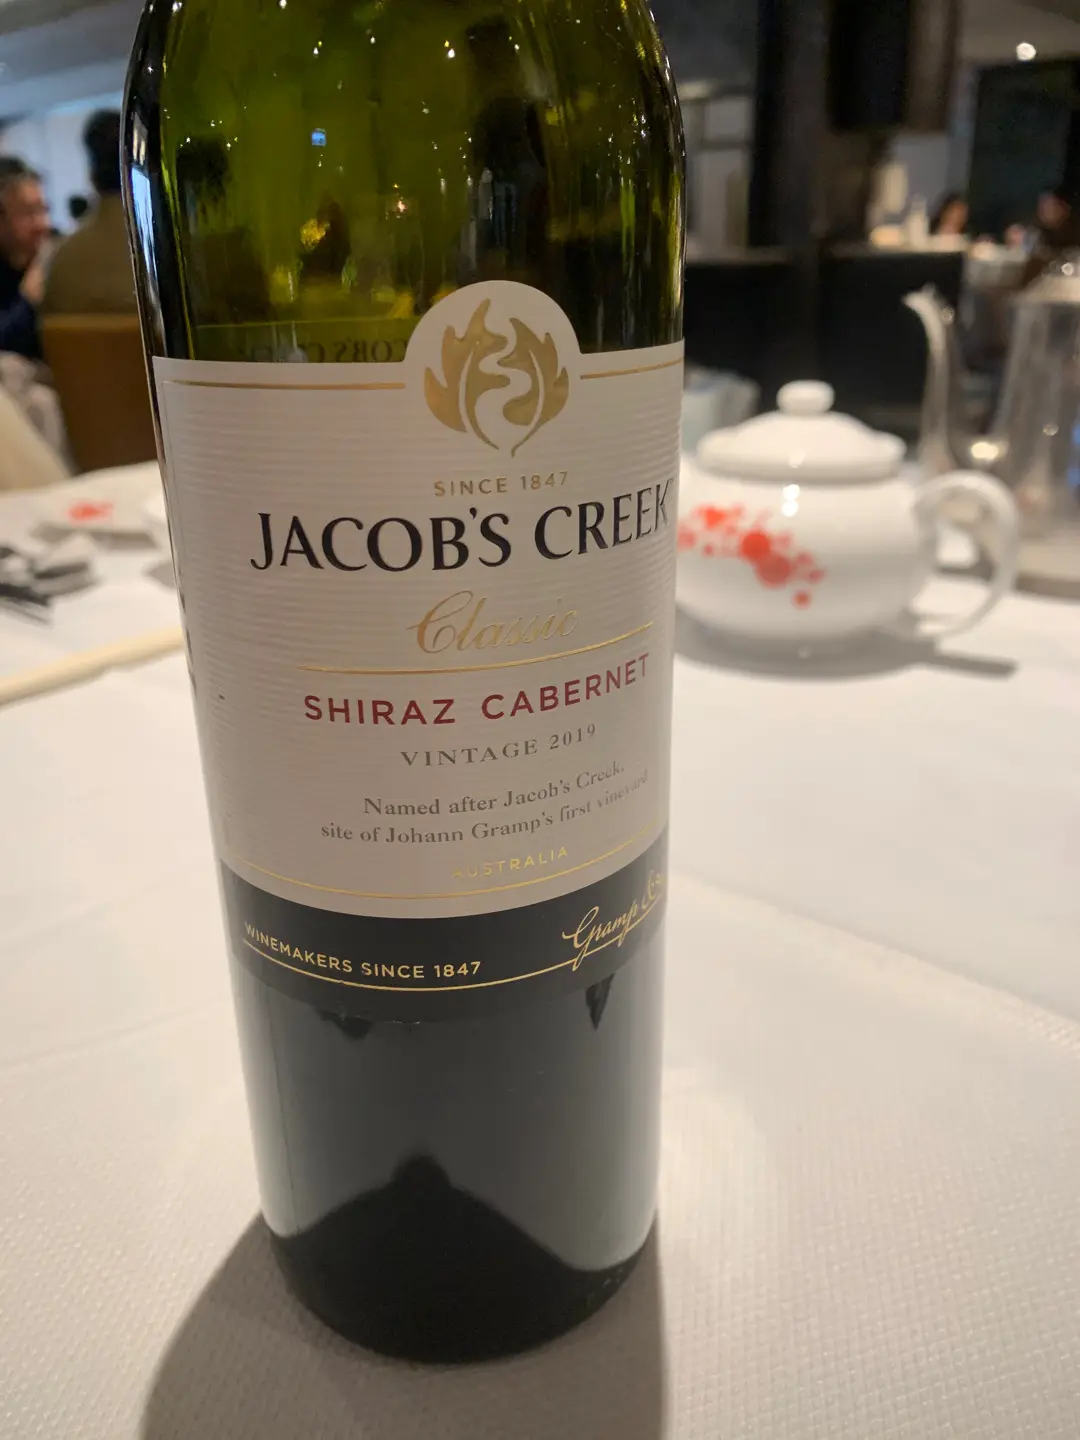 SINCE 1847
JACOB'S CREEK
Classic
SHIRAZ CABERNET
VINTAGE 2019
Named after Jacob's Creek,
site of Johann Gramp's first vineyard
AUSTRALIA
WINEMAKERS SINCE 1847
Gramp &